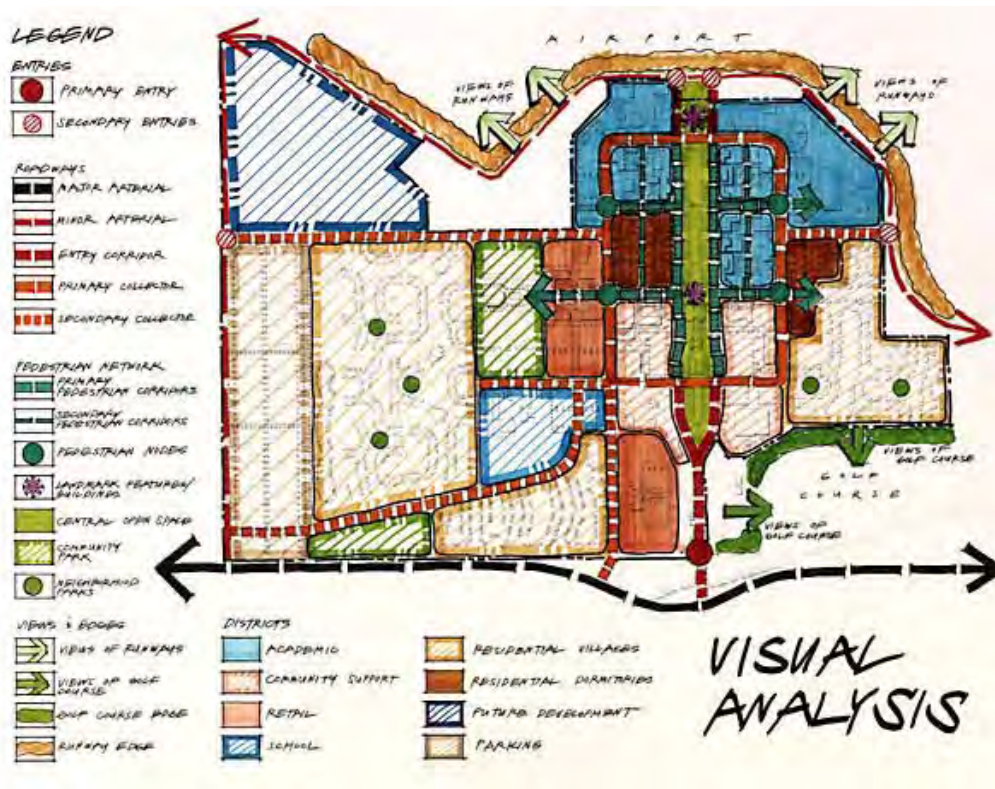 LEGEND
ENTRIES
PRIMARY ENTRY
SECONDARY ENTRIES
ROADWAYS
MAJOR ARTERIAL
MINOR ARTERIAL
ENTRY CORRIDOR
PRIMARY COLLECTOR
SECONDARY COLLECTOR
PEDESTRIAN NETWORK
PRIMARY
PEDESTRIAN CORRIDORS
SECONDARY
PEDESTRIAN CORRIDORS
PEDESTRIAN NODES
LANDMARK FEATURES/
BUILDINGS
CENTRAL OPEN SPACE
COMMUNITY
PARK
NEIGHBORHOOD
PARKS
VIEWS & EDGES
VIEWS OF RUNWAYS
VIEWS OF GOLF
COURSE
GOLF COURSE EDGE
RUNWAY EDGE
DISTRICTS
ACADEMIC
COMMUNITY SUPPORT
RETAIL
SCHOOL
RESIDENTIAL VILLAGES
RESIDENTIAL DORMITORIES
FUTURE DEVELOPMENT
PARKING
AIRPORT
VIEWS OF
RUNWAYS
VIEWS OF
RUNWAYS
VIEWS OF
GOLF COURSE
GOLF
COURSE
VIEWS OF
GOLF COURSE
VISUAL
ANALYSIS